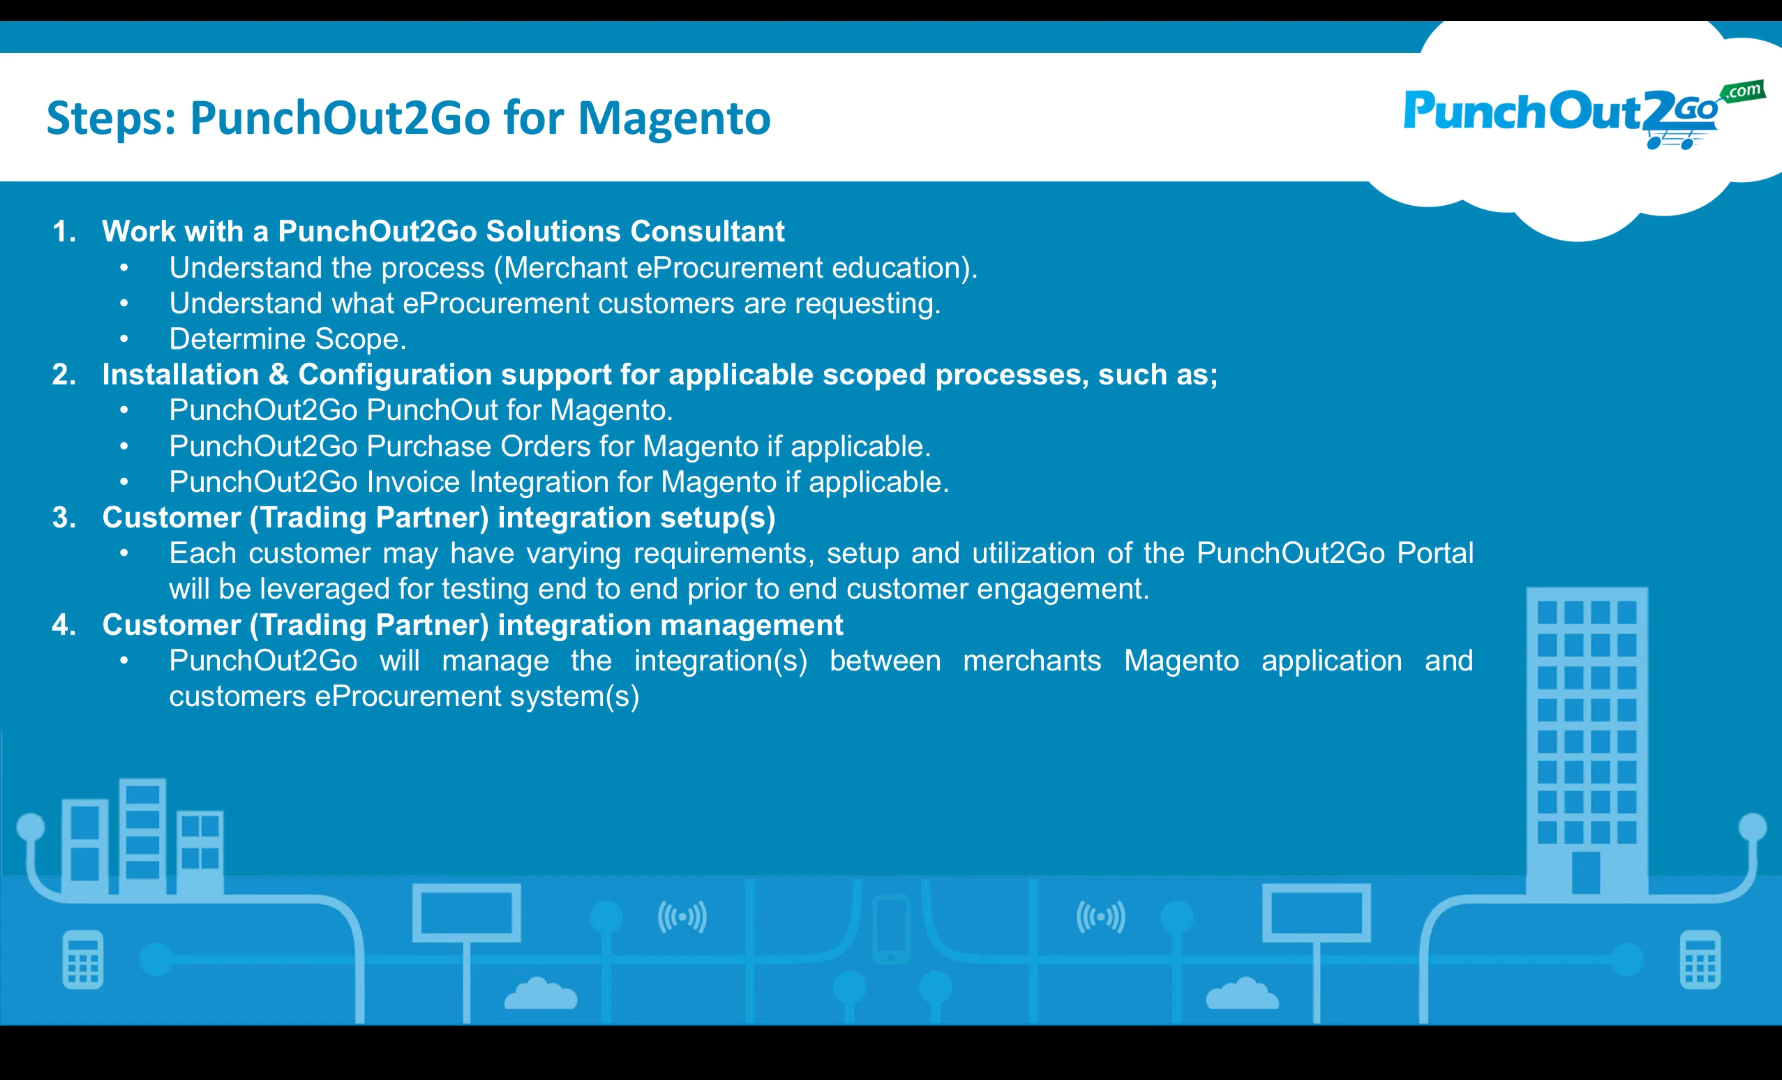 Steps: PunchOut2Go for Magento
PunchOut2Go.com
1. Work with a PunchOut2Go Solutions Consultant
• Understand the process (Merchant eProcurement education).
• Understand what eProcurement customers are requesting.
• Determine Scope.
2. Installation & Configuration support for applicable scoped processes, such as;
• PunchOut2Go PunchOut for Magento.
• PunchOut2Go Purchase Orders for Magento if applicable.
• PunchOut2Go Invoice Integration for Magento if applicable.
3. Customer (Trading Partner) integration setup(s)
• Each customer may have varying requirements, setup and utilization of the PunchOut2Go Portal
will be leveraged for testing end to end prior to end customer engagement.
4. Customer (Trading Partner) integration management
• PunchOut2Go will manage the integration(s) between merchants Magento application and
customers eProcurement system(s)